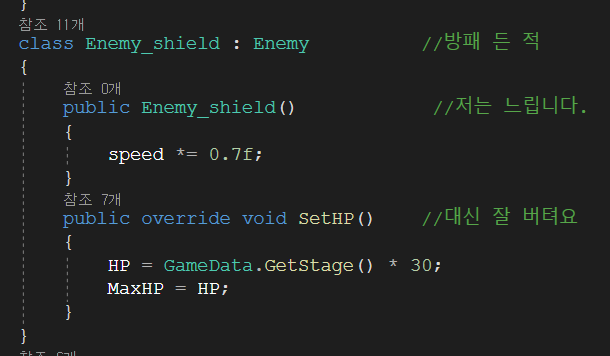 }
참조 11개
class Enemy_shield : Enemy //방패 든 적
{
참조 0개
public Enemy_shield() //저는 느립니다.
{
speed *= 0.7f;
}
참조 7개
public override void SetHP() //대신 잘 버텨요
{
HP = GameData.GetStage() * 30;
MaxHP = HP;
}
}